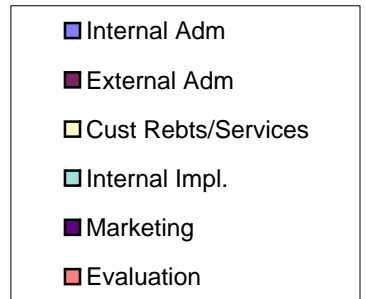 Internal Adm
External Adm
Cust Rebts/Services
Internal Impl.
Marketing
Evaluation